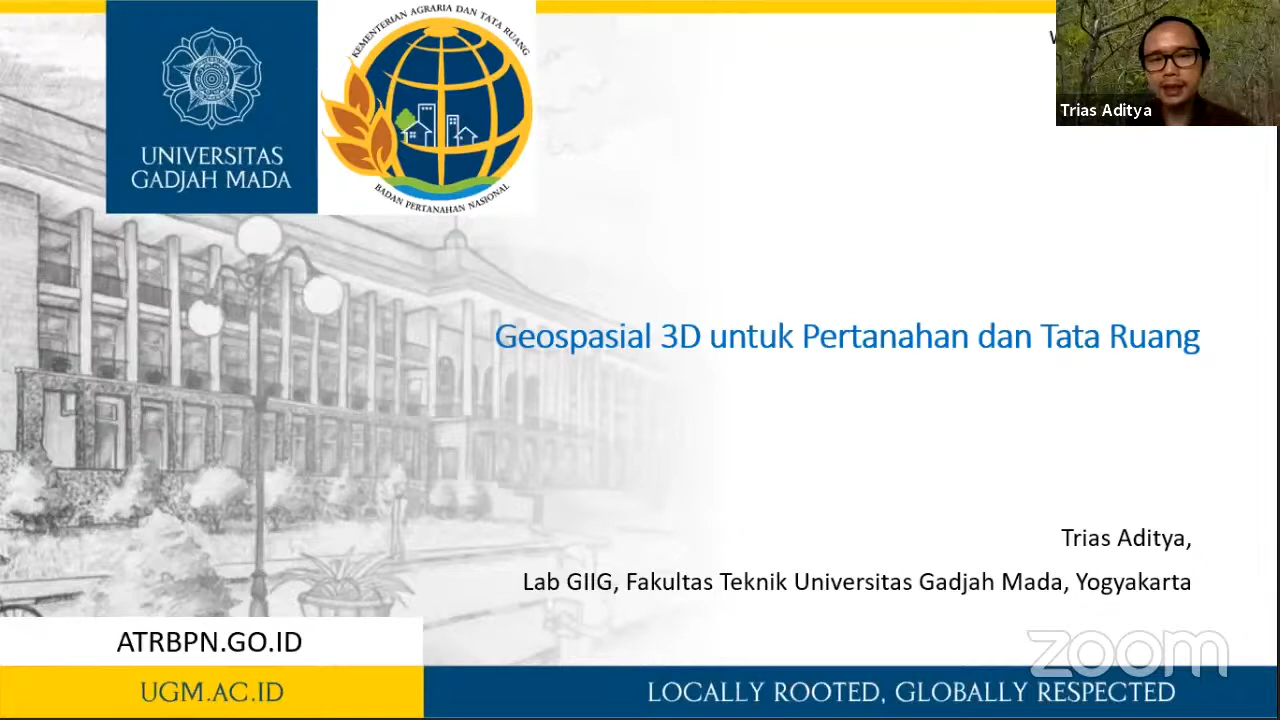 UNIVERSITAS
GADJAH MADA
KEMENTERIAN AGRARIA DAN TATA RUANG
BADAN PERTANAHAN NASIONAL
Trias Aditya
Geospasial 3D untuk Pertanahan dan Tata Ruang
Trias Aditya,
Lab GIIG, Fakultas Teknik Universitas Gadjah Mada, Yogyakarta
zoom
ATRBPN.GO.ID
UGM.AC.ID
LOCALLY ROOTED, GLOBALLY RESPECTED